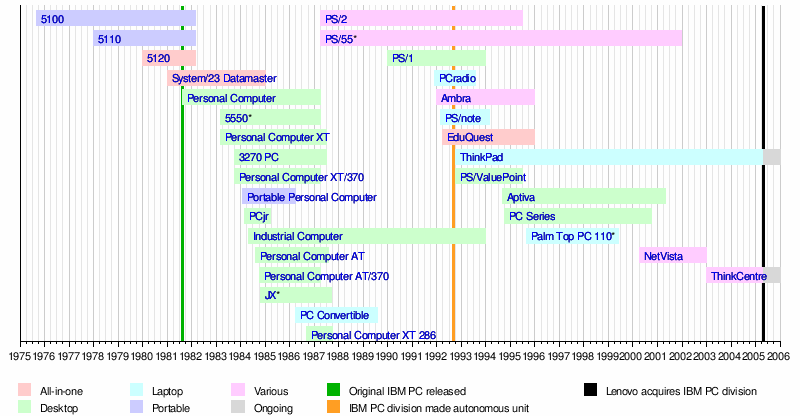 5100 PS/2
5110 PS/55*
5120 PS/1
System/23 Datamaster PCradio
Personal Computer Ambra
5550* PS/note
Personal Computer XT EduQuest
3270 PC ThinkPad
Personal Computer XT/370 PS/ValuePoint
Portable Personal Computer Aptiva
PCjr PC Series
Industrial Computer Palm Top PC 110*
Personal Computer AT NetVista
Personal Computer AT/370 ThinkCentre
JX*
PC Convertible
Personal Computer XT 286
1975 1976 1977 1978 1979 1980 1981 1982 1983 1984 1985 1986 1987 1988 1989 1990 1991 1992 1993 1994 1995 1996 1997 1998 1999 2000 2001 2002 2003 2004 2005 2006
All-in-one Laptop Various Original IBM PC released Lenovo acquires IBM PC division
Desktop Portable Ongoing IBM PC division made autonomous unit